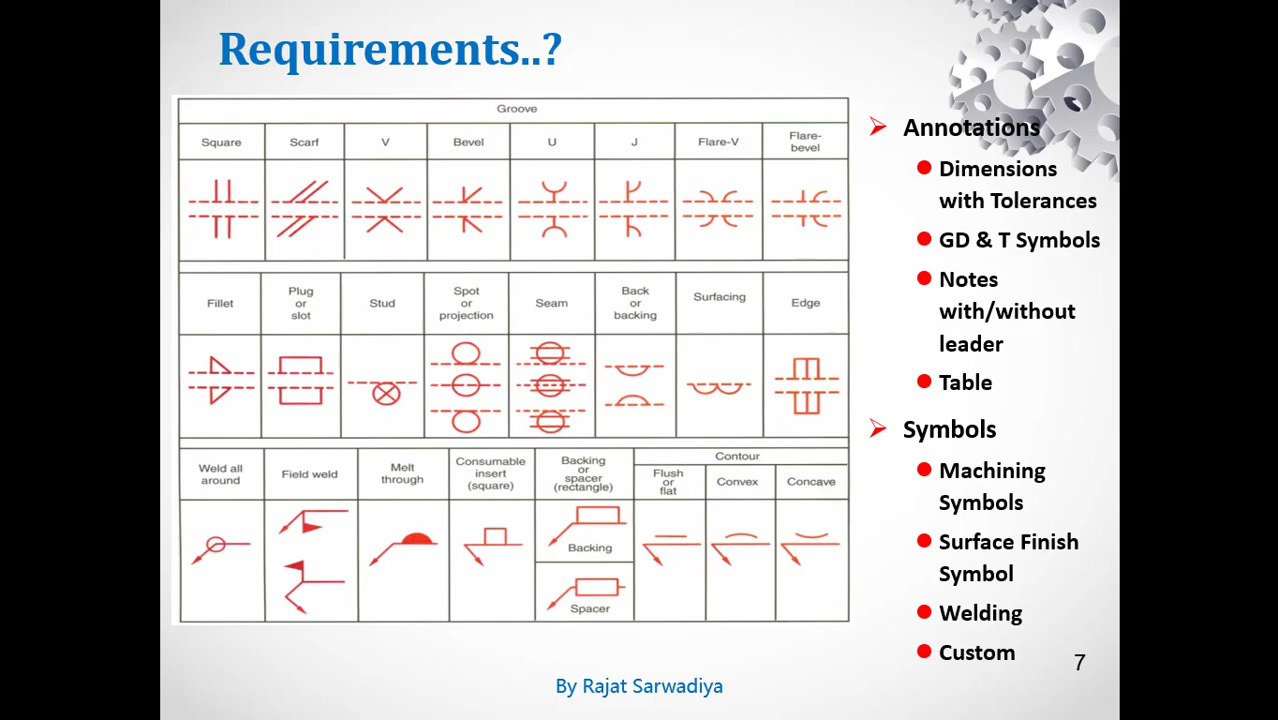 Requirements..?
Groove
Square
Scarf
V
Bevel
U
J
Flare-V
Flare-
bevel
Fillet
Plug
or
slot
Stud
Spot
or
projection
Seam
Back
or
backing
Surfacing
Edge
Weld all
around
Field weld
Melt
through
Consumable
insert
(square)
Backing
or
spacer
(rectangle)
Contour
Flush
or
flat
Convex
Concave
Backing
Spacer
Annotations
Dimensions
with Tolerances
GD & T Symbols
Notes
with/without
leader
Table
Symbols
Machining
Symbols
Surface Finish
Symbol
Welding
Custom
7
By Rajat Sarwadiya